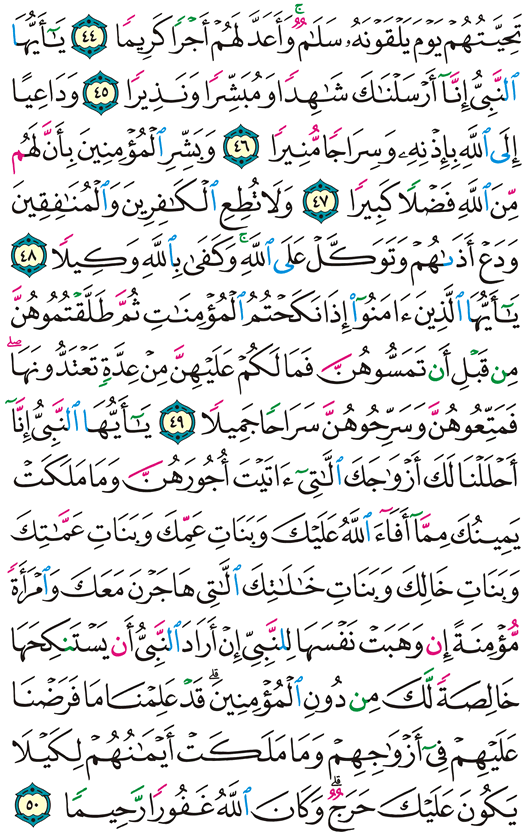 تَحِيَّتُهُمْ يَوْمَ يَلْقَوْنَهُۥ سَلَٰمٌۚ وَأَعَدَّ لَهُمْ أَجْرًا كَرِيمًا ٤٤ يَٰٓأَيُّهَا
ٱلنَّبِىُّ إِنَّآ أَرْسَلْنَٰكَ شَٰهِدًا وَمُبَشِّرًا وَنَذِيرًا ٤٥ وَدَاعِيًا
إِلَى ٱللَّهِ بِإِذْنِهِۦ وَسِرَاجًا مُّنِيرًا ٤٦ وَبَشِّرِ ٱلْمُؤْمِنِينَ بِأَنَّ لَهُم
مِّنَ ٱللَّهِ فَضْلًا كَبِيرًا ٤٧ وَلَا تُطِعِ ٱلْكَٰفِرِينَ وَٱلْمُنَٰفِقِينَ
وَدَعْ أَذَىٰهُمْ وَتَوَكَّلْ عَلَى ٱللَّهِۚ وَكَفَىٰ بِٱللَّهِ وَكِيلًا ٤٨
يَٰٓأَيُّهَا ٱلَّذِينَ ءَامَنُوٓا۟ إِذَا نَكَحْتُمُ ٱلْمُؤْمِنَٰتِ ثُمَّ طَلَّقْتُمُوهُنَّ
مِن قَبْلِ أَن تَمَسُّوهُنَّ فَمَا لَكُمْ عَلَيْهِنَّ مِنْ عِدَّةٍ تَعْتَدُّونَهَاۖ
فَمَتِّعُوهُنَّ وَسَرِّحُوهُنَّ سَرَاحًا جَمِيلًا ٤٩ يَٰٓأَيُّهَا ٱلنَّبِىُّ إِنَّآ
أَحْلَلْنَا لَكَ أَزْوَٰجَكَ ٱلَّٰتِىٓ ءَاتَيْتَ أُجُورَهُنَّ وَمَا مَلَكَتْ
يَمِينُكَ مِمَّآ أَفَآءَ ٱللَّهُ عَلَيْكَ وَبَنَاتِ عَمِّكَ وَبَنَاتِ عَمَّٰتِكَ
وَبَنَاتِ خَالِكَ وَبَنَاتِ خَٰلَٰتِكَ ٱلَّٰتِى هَاجَرْنَ مَعَكَ وَٱمْرَأَةً
مُّؤْمِنَةً إِن وَهَبَتْ نَفْسَهَا لِلنَّبِىِّ إِنْ أَرَادَ ٱلنَّبِىُّ أَن يَسْتَنكِحَهَا
خَالِصَةً لَّكَ مِن دُونِ ٱلْمُؤْمِنِينَۗ قَدْ عَلِمْنَا مَا فَرَضْنَا
عَلَيْهِمْ فِىٓ أَزْوَٰجِهِمْ وَمَا مَلَكَتْ أَيْمَٰنُهُمْ لِكَيْلَا
يَكُونَ عَلَيْكَ حَرَجٌۗ وَكَانَ ٱللَّهُ غَفُورًا رَّحِيمًا ٥٠